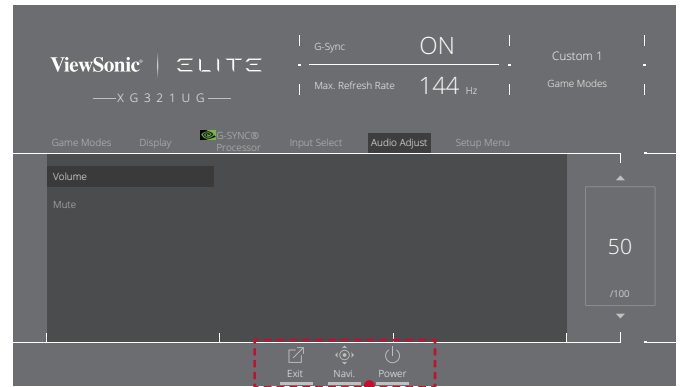 ViewSonic® ELITE
XG321UG
G-Sync ON
Max. Refresh Rate 144 Hz
Custom 1
Game Modes
Game Modes Display G-SYNC® Processor Input Select Audio Adjust Setup Menu
Volume
Mute
50
/100
Exit Navi. Power